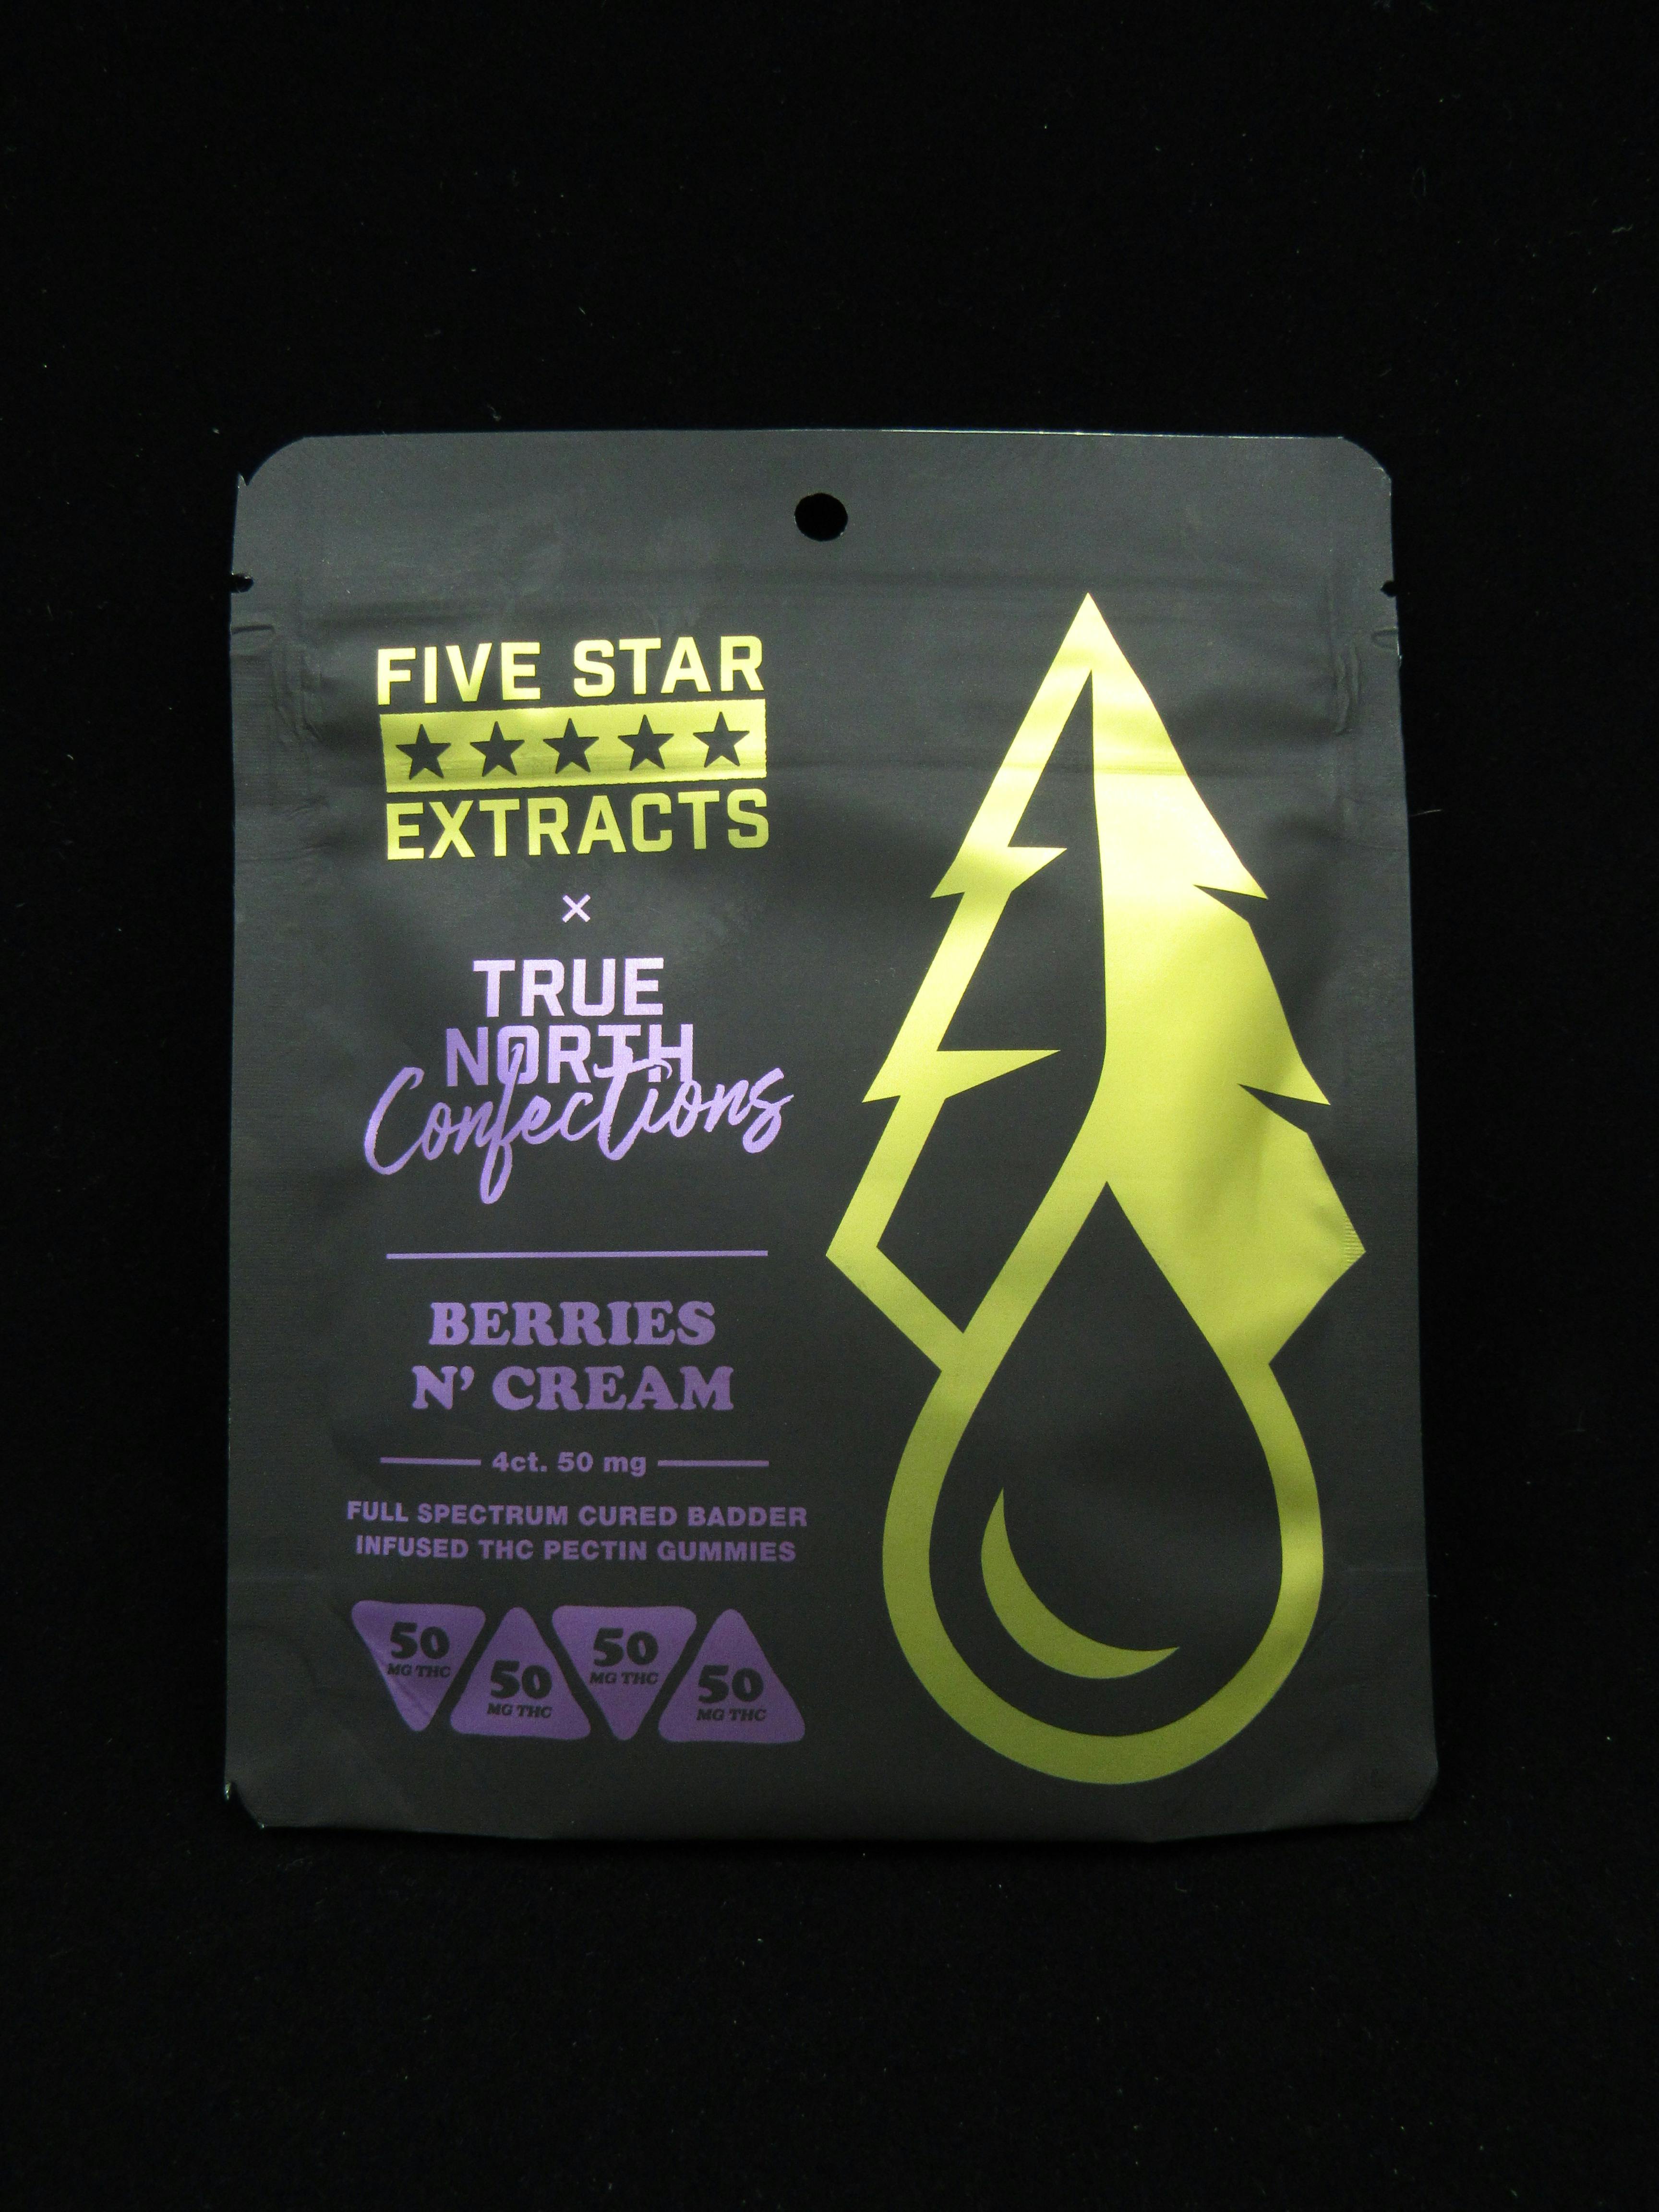 FIVE STAR
EXTRACTS
×
TRUE
NORTH
Confections
BERRIES
N’ CREAM
4ct. 50 mg
FULL SPECTRUM CURED BADDER
INFUSED THC PECTIN GUMMIES
50
MG THC
50
MG THC
50
MG THC
50
MG THC